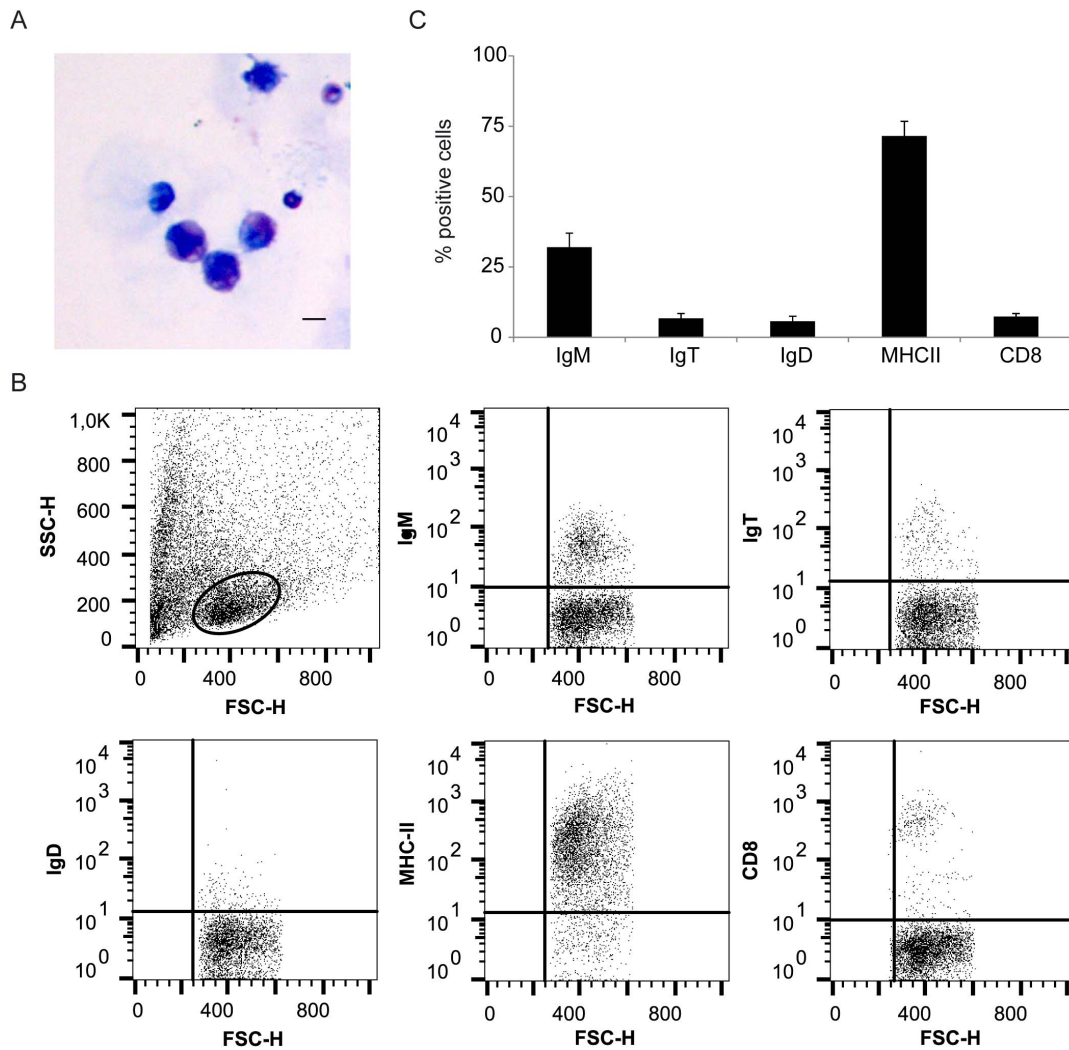 A
C
100
75
50
25
0
% positive cells
IgM IgT IgD MHCII CD8
B
1,0K
800
600
400
200
0
SSC-H
0 400 800
FSC-H
10^4
10^3
10^2
10^1
10^0
IgM
0 400 800
FSC-H
10^4
10^3
10^2
10^1
10^0
IgT
0 400 800
FSC-H
10^4
10^3
10^2
10^1
10^0
IgD
0 400 800
FSC-H
10^4
10^3
10^2
10^1
10^0
MHC-II
0 400 800
FSC-H
10^4
10^3
10^2
10^1
10^0
CD8
0 400 800
FSC-H